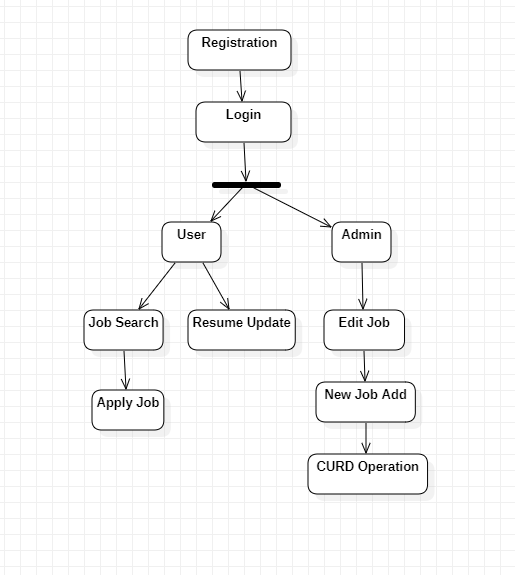 Registration
Login
User
Admin
Job Search
Resume Update
Edit Job
Apply Job
New Job Add
CURD Operation